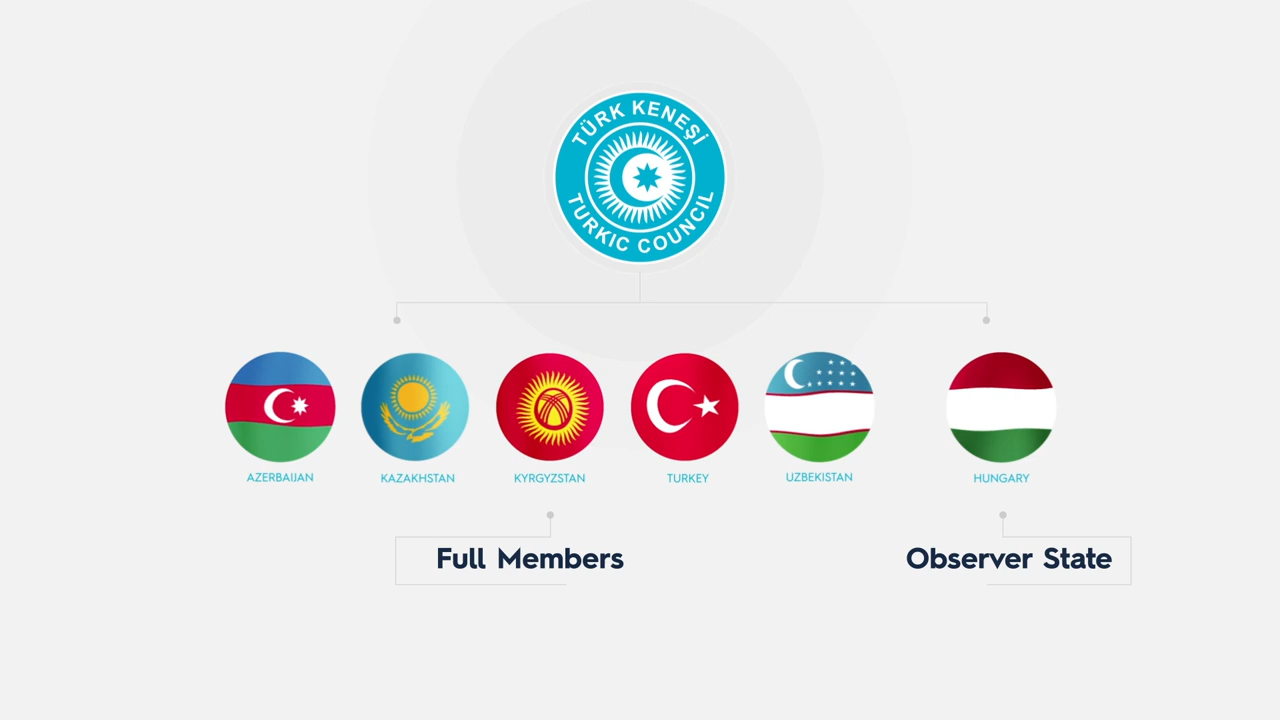 TÜRK KENEŞİ
TURKIC COUNCIL
AZERBAIJAN
KAZAKHSTAN
KYRGYZSTAN
TURKEY
UZBEKISTAN
HUNGARY
Full Members
Observer State